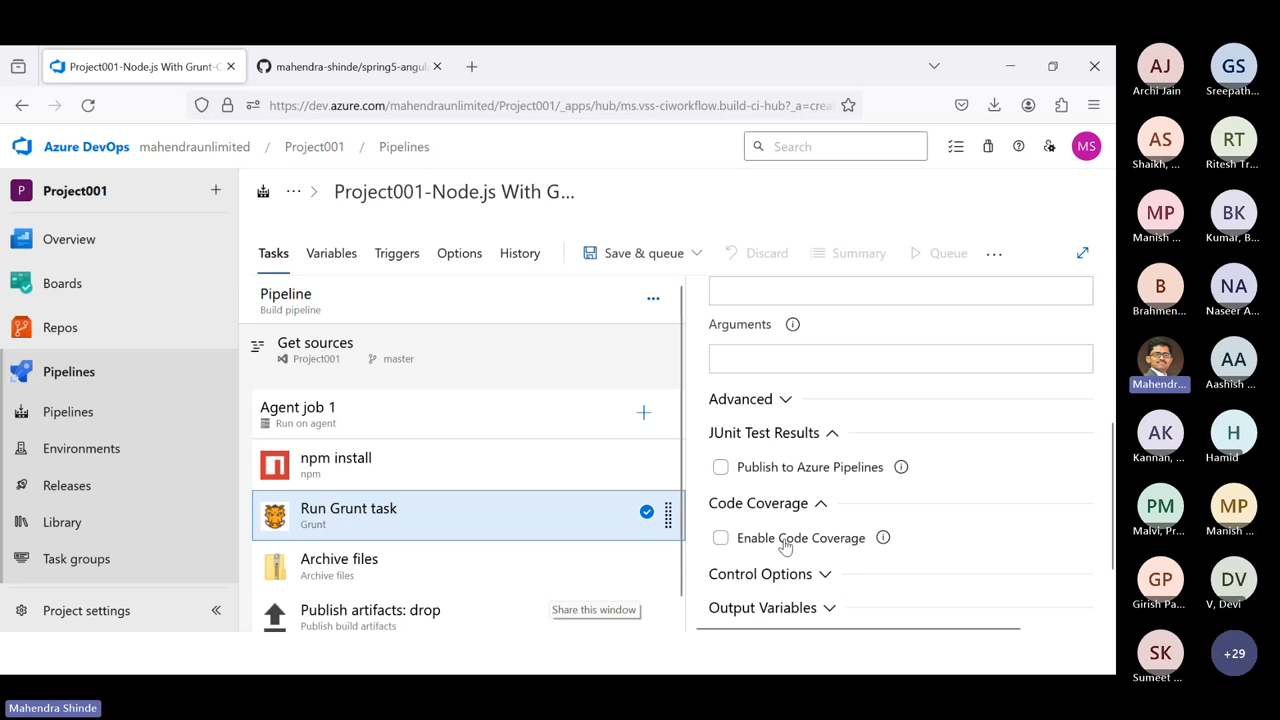 Project001-Node.js With Grunt-C
mahendra-shinde/spring5-angul
https://dev.azure.com/mahendraunlimited/Project001/_apps/hub/ms.vss-ciworkflow.build-ci-hub?_a=crea
Azure DevOps mahendraunlimited / Project001 / Pipelines
Search
MS
P Project001
Overview
Boards
Repos
Pipelines
Pipelines
Environments
Releases
Library
Task groups
Project settings
... > Project001-Node.js With G...
Tasks Variables Triggers Options History Save & queue Discard Summary Queue ...
Pipeline
Build pipeline
Get sources
Project001 master
Agent job 1
Run on agent
npm install
npm
Run Grunt task
Grunt
Archive files
Archive files
Publish artifacts: drop
Publish build artifacts
Share this window
Arguments
Advanced
JUnit Test Results
Publish to Azure Pipelines
Code Coverage
Enable Code Coverage
Control Options
Output Variables
AJ GS
Archi Jain Sreepath...
AS RT
Shaikh, ... Ritesh Tr...
MP BK
Manish ... Kumar, B...
B NA
Brahmen... Naseer A...
AA
Mahendr... Aashish ...
AK H
Kannan, ... Hamid
PM MP
Malvi, Pr... Manish ...
GP DV
Girish Pa... V, Devi
SK +29
Sumeet ...
Mahendra Shinde